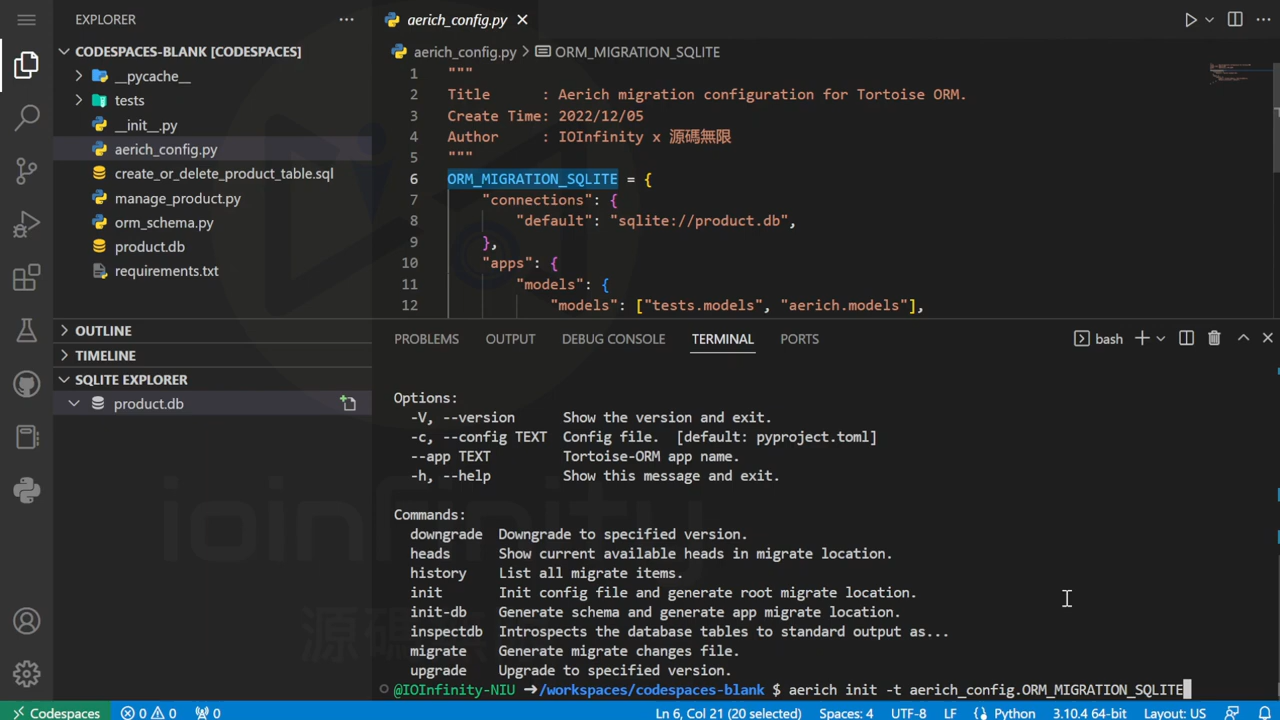 EXPLORER
CODESPACES-BLANK [CODESPACES]
__pycache__
tests
__init__.py
aerich_config.py
create_or_delete_product_table.sql
manage_product.py
orm_schema.py
product.db
requirements.txt
OUTLINE
TIMELINE
SQLITE EXPLORER
product.db
aerich_config.py
aerich_config.py > ORM_MIGRATION_SQLITE
1 """
2 Title : Aerich migration configuration for Tortoise ORM.
3 Create Time: 2022/12/05
4 Author : IOInfinity x 源碼無限
5 """
6 ORM_MIGRATION_SQLITE = {
7 "connections": {
8 "default": "sqlite://product.db",
9 },
10 "apps": {
11 "models": {
12 "models": ["tests.models", "aerich.models"],
PROBLEMS OUTPUT DEBUG CONSOLE TERMINAL PORTS bash
Options:
-V, --version Show the version and exit.
-c, --config TEXT Config file. [default: pyproject.toml]
--app TEXT Tortoise-ORM app name.
-h, --help Show this message and exit.
Commands:
downgrade Downgrade to specified version.
heads Show current available heads in migrate location.
history List all migrate items.
init Init config file and generate root migrate location.
init-db Generate schema and generate app migrate location.
inspectdb Introspects the database tables to standard output as...
migrate Generate migrate changes file.
upgrade Upgrade to specified version.
@IOInfinity-NIU ➜/workspaces/codespaces-blank $ aerich init -t aerich_config.ORM_MIGRATION_SQLITE
ioinfinity
源碼無限
Codespaces 0 0 0 Ln 6, Col 21 (20 selected) Spaces: 4 UTF-8 LF Python 3.10.4 64-bit Layout: US